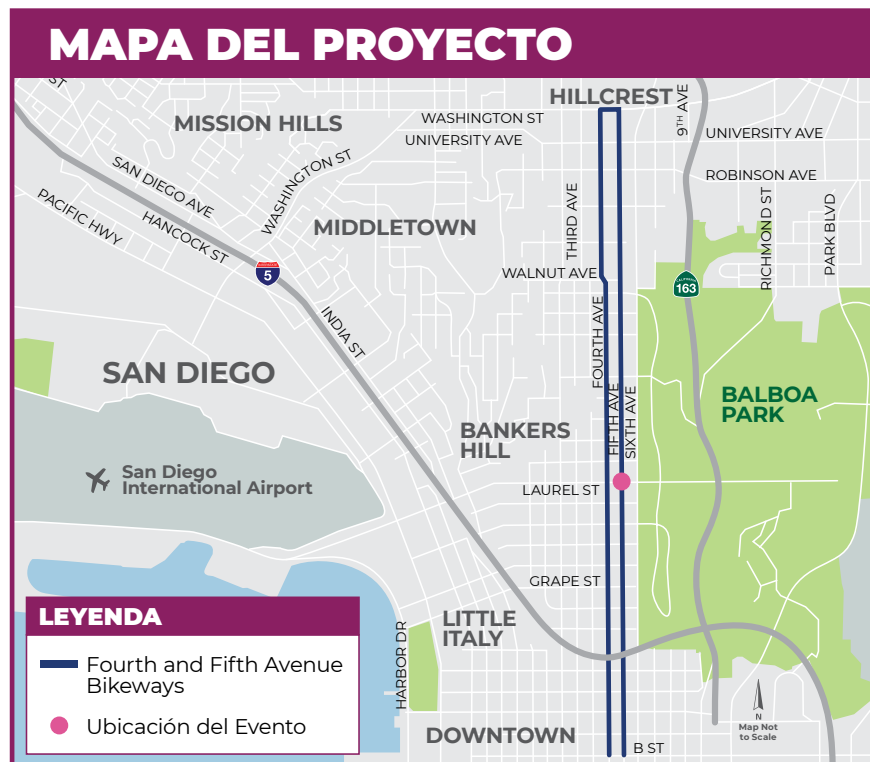 MAPA DEL PROYECTO
ST
HILLCREST
9TH AVE
MISSION HILLS
WASHINGTON ST
UNIVERSITY AVE
UNIVERSITY AVE
SAN DIEGO AVE
WASHINGTON ST
ROBINSON AVE
PACIFIC HWY
HANCOCK ST
MIDDLETOWN
THIRD AVE
RICHMOND ST
PARK BLVD
WALNUT AVE
INTERSTATE
5
CALIFORNIA
163
INDIA ST
FOURTH AVE
SAN DIEGO
FIFTH AVE
SIXTH AVE
BALBOA
PARK
BANKERS
HILL
San Diego
International Airport
LAUREL ST
GRAPE ST
LEYENDA
Fourth and Fifth Avenue
Bikeways
Ubicación del Evento
HARBOR DR
LITTLE
ITALY
DOWNTOWN
B ST
N
Map Not
to Scale